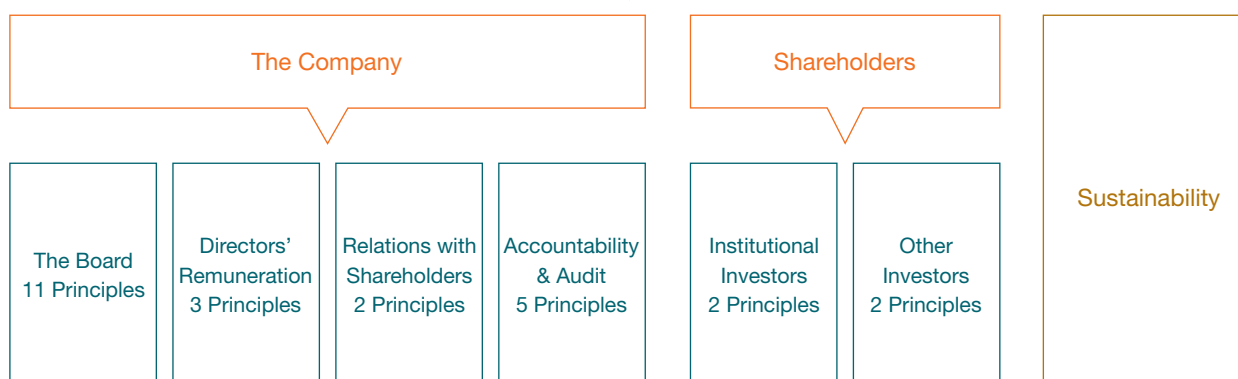 The Company
Shareholders
Sustainability
The Board
11 Principles
Directors’
Remuneration
3 Principles
Relations with
Shareholders
2 Principles
Accountability
& Audit
5 Principles
Institutional
Investors
2 Principles
Other
Investors
2 Principles